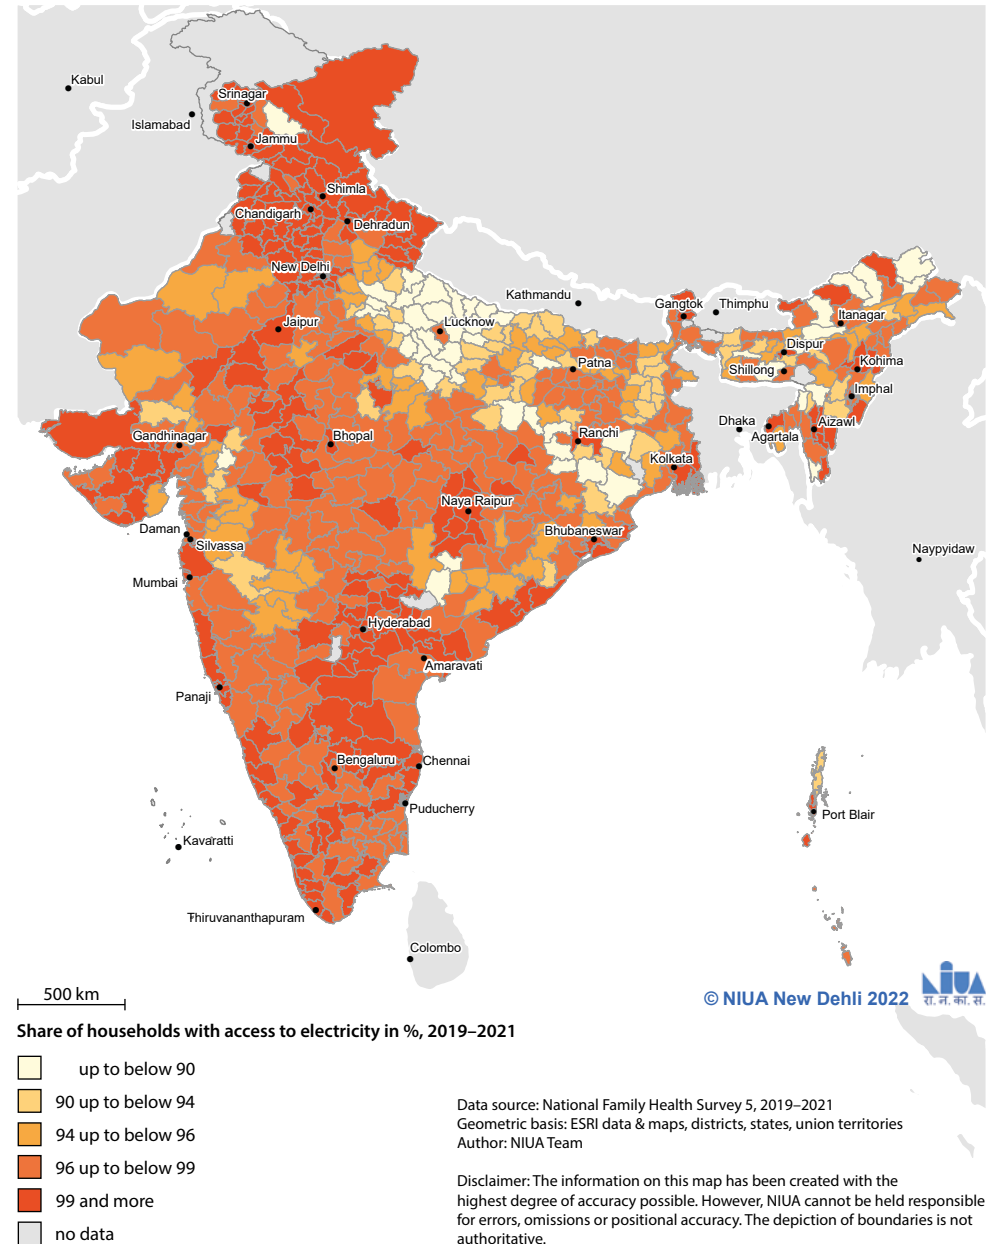 Kabul
Srinagar
Islamabad
Jammu
Shimla
Chandigarh
Dehradun
New Delhi
Kathmandu
Gangtok
Thimphu
Itanagar
Jaipur
Lucknow
Dispur
Patna
Shillong
Kohima
Imphal
Dhaka
Agartala
Aizawl
Gandhinagar
Bhopal
Ranchi
Kolkata
Naya Raipur
Daman
Silvassa
Bhubaneswar
Naypyidaw
Mumbai
Hyderabad
Amaravati
Panaji
Bengaluru
Chennai
Puducherry
Port Blair
Kavaratti
Thiruvananthapuram
Colombo
500 km
© NIUA New Dehli 2022
NIUA
रा. न. का. सं.
Share of households with access to electricity in %, 2019–2021
up to below 90
90 up to below 94
94 up to below 96
96 up to below 99
99 and more
no data
Data source: National Family Health Survey 5, 2019–2021
Geometric basis: ESRI data & maps, districts, states, union territories
Author: NIUA Team
Disclaimer: The information on this map has been created with the
highest degree of accuracy possible. However, NIUA cannot be held responsible
for errors, omissions or positional accuracy. The depiction of boundaries is not
authoritative.